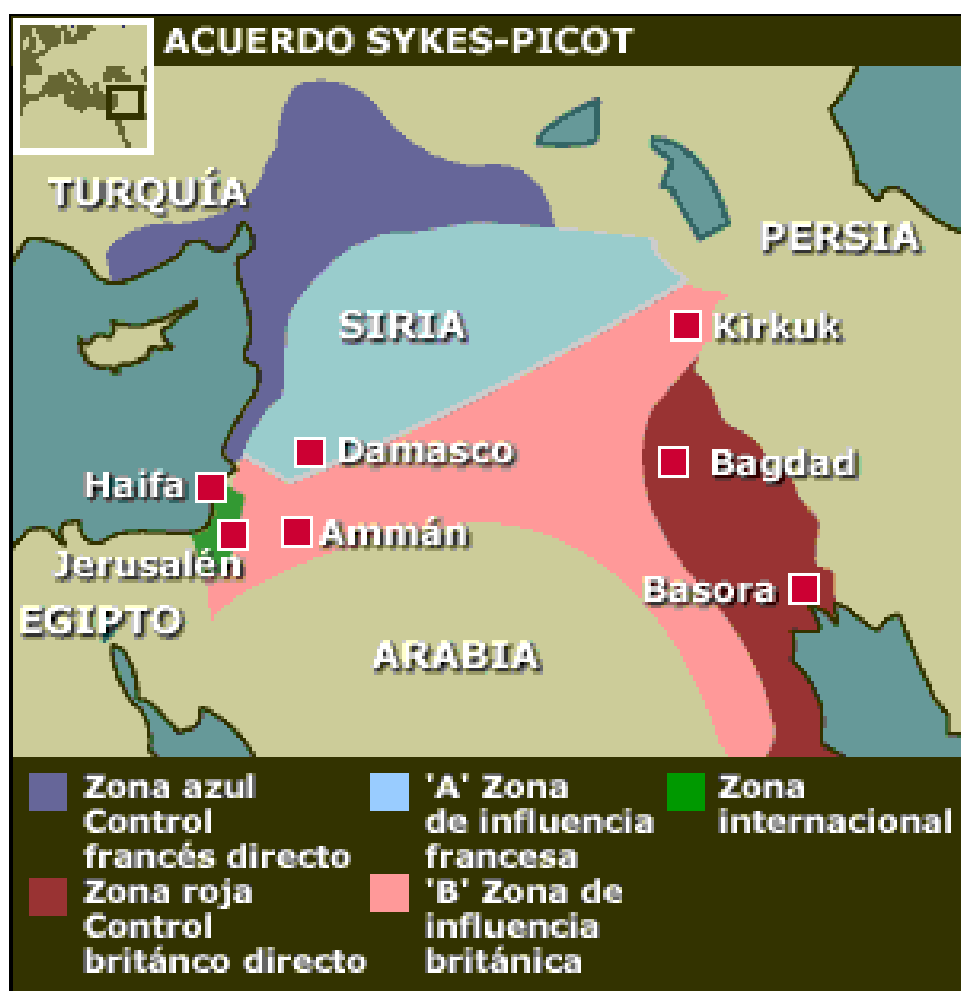 ACUERDO SYKES-PICOT
TURQUÍA
PERSIA
SIRIA
Kirkuk
Damasco
Bagdad
Haifa
Ammán
Jerusalén
Basora
EGIPTO
ARABIA
Zona azul
Control
francés directo
'A' Zona
de influencia
francesa
Zona
internacional
Zona roja
Control
británco directo
'B' Zona de
influencia
británica